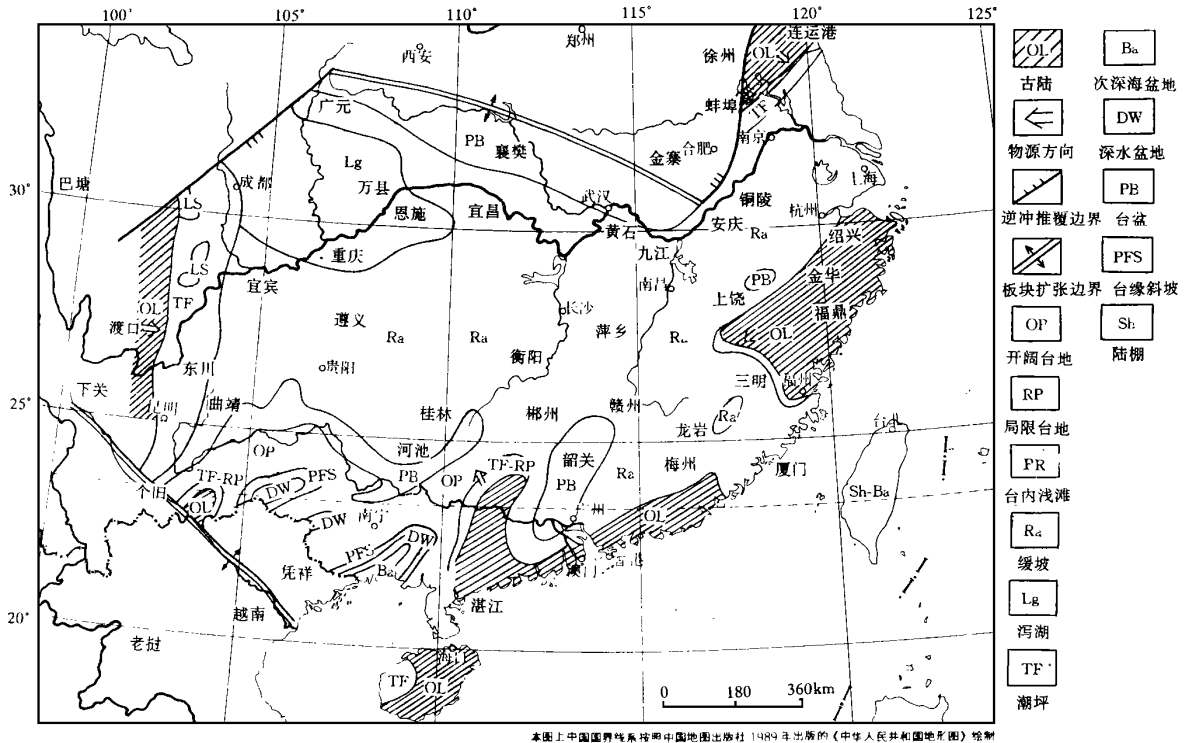 100° 105° 110° 115° 120° 125°
郑州
西安
徐州
连运港
OL
广元
蚌埠
TF
PB
襄樊
南京
合肥
金寨
Lg
30°
巴塘
成都
万县
恩施
宜昌
武汉
铜陵
上海
杭州
LS
黄石
安庆
Ra
绍兴
重庆
九江
金华
LS
宜宾
南昌
PB
上饶
OL
TF
长沙
福鼎
渡口
遵义
Ra
Ra
萍乡
OL
衡阳
贵阳
东川
三明
福州
下关
25°
昆明
曲靖
桂林
郴州
赣州
Ra
龙岩
台北
河池
OP
TF-RP
韶关
Ra
梅州
厦门
TF-RP
PFS
PB
OP
PB
个旧
DW
Sh-Ba
OL
DW
南宁
广州
OL
PFS
DW
凭祥
Ba
澳门
香港
湛江
20°
越南
老挝
海口
TF
OL
0 180 360km
OL
古陆
物源方向
逆冲推覆边界
板块扩张边界
OP
开阔台地
RP
局限台地
PR
台内浅滩
Ra
缓坡
Lg
泻湖
TF
潮坪
Ba
次深海盆地
DW
深水盆地
PB
台盆
PFS
台缘斜坡
Sh
陆棚
本图上中国国界线系按照中国地图出版社 1989 年出版的《中华人民共和国地形图》绘制